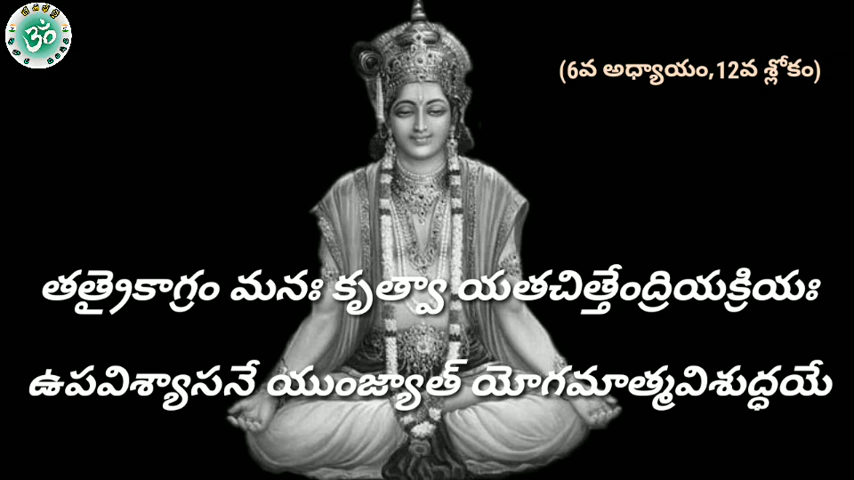 (6వ అధ్యాయం,12వ శ్లోకం)
తత్రైకాగ్రం మనః కృత్వా యతచిత్తేంద్రియక్రియః
ఉపవిశ్యాసనే యుంజ్యాత్ యోగమాత్మవిశుద్ధయే